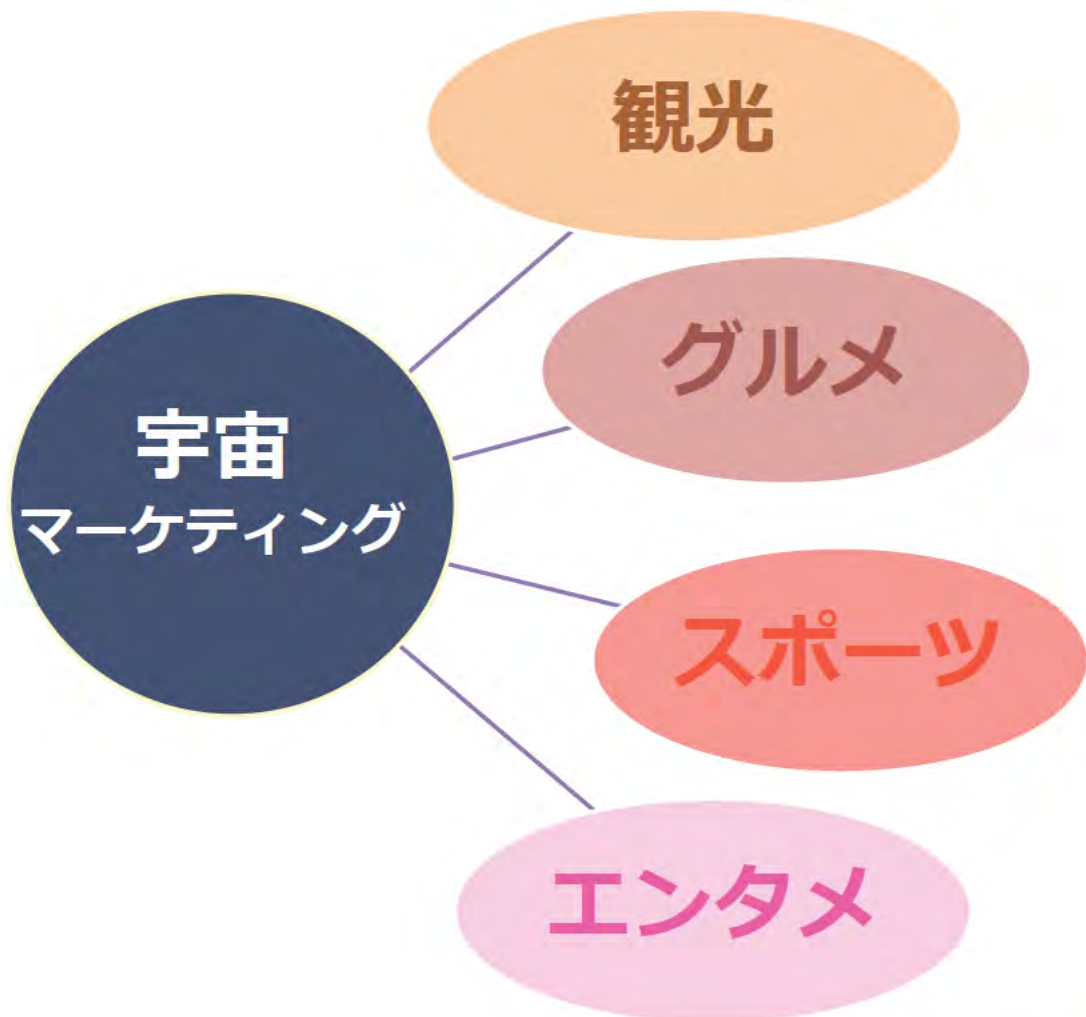 観光
グルメ
宇宙
マーケティング
スポーツ
エンタメ